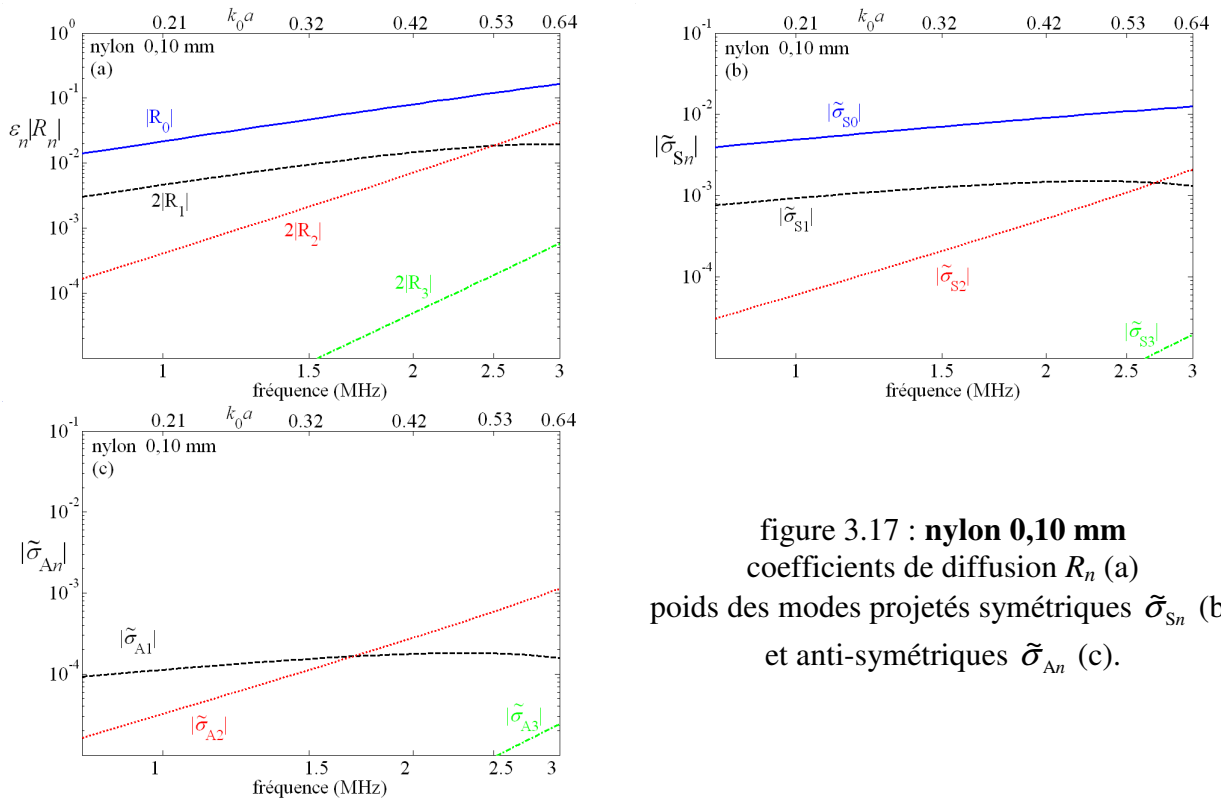 0.21 k₀a 0.32 0.42 0.53 0.64
10⁰
nylon 0,10 mm
(a)
10⁻¹
|R₀|
εₙ|Rₙ|
10⁻²
2|R₁|
10⁻³
2|R₂|
10⁻⁴
2|R₃|
1 1.5 2 2.5 3
fréquence (MHz)
0.21 k₀a 0.32 0.42 0.53 0.64
10⁻¹
nylon 0,10 mm
(b)
10⁻²
|σ̃S0|
|σ̃Sn|
10⁻³
|σ̃S1|
10⁻⁴
|σ̃S2|
|σ̃S3|
1 1.5 2 2.5 3
fréquence (MHz)
0.21 k₀a 0.32 0.42 0.53 0.64
10⁻¹
nylon 0,10 mm
(c)
10⁻²
|σ̃An|
10⁻³
|σ̃A1|
10⁻⁴
|σ̃A2|
|σ̃A3|
1 1.5 2 2.5 3
fréquence (MHz)
figure 3.17 : nylon 0,10 mm
coefficients de diffusion Rₙ (a)
poids des modes projetés symétriques σ̃Sn (b
et anti-symétriques σ̃An (c).